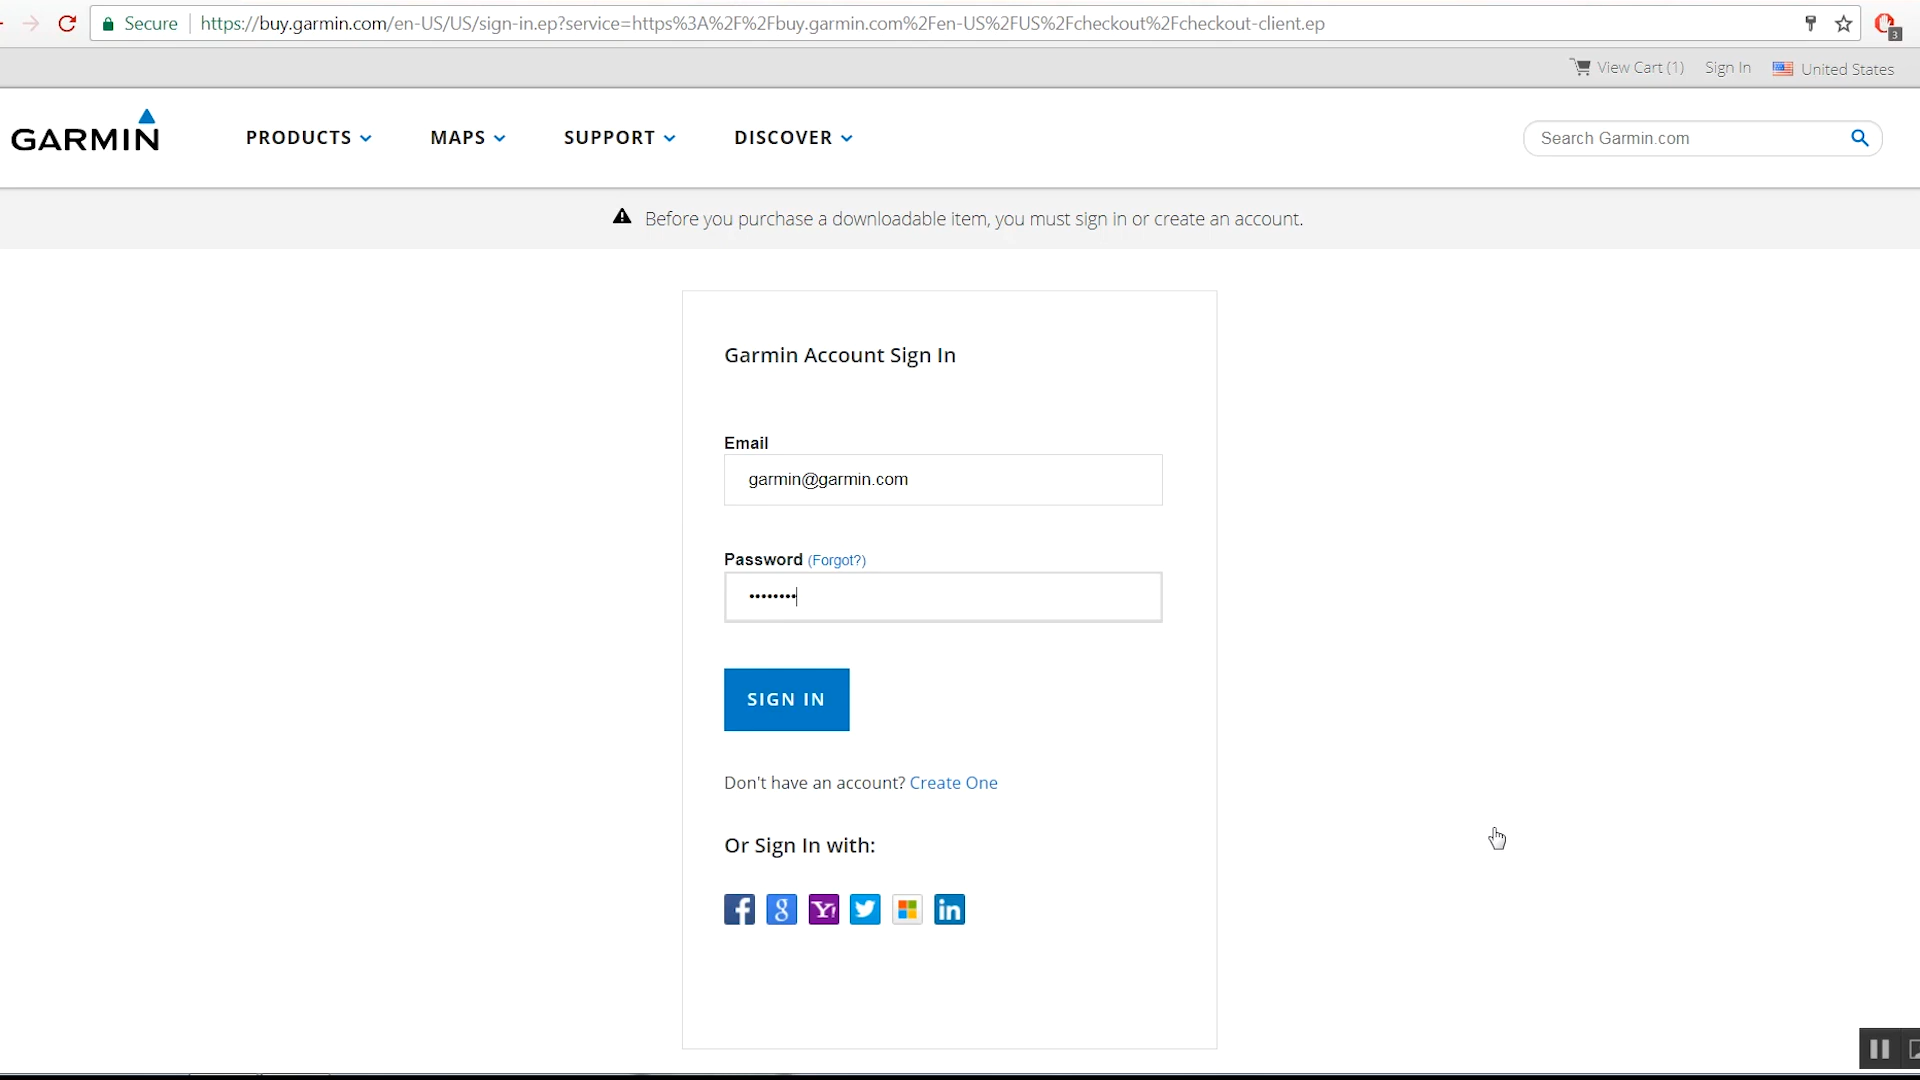 Secure https://buy.garmin.com/en-US/US/sign-in.ep?service=https%3A%2F%2Fbuy.garmin.com%2Fen-US%2FUS%2Fcheckout%2Fcheckout-client.ep
3
View Cart (1) Sign In United States
GARMIN PRODUCTS MAPS SUPPORT DISCOVER Search Garmin.com
Before you purchase a downloadable item, you must sign in or create an account.
Garmin Account Sign In
Email
garmin@garmin.com
Password (Forgot?)
••••••••
SIGN IN
Don't have an account? Create One
Or Sign In with:
f g Y! in